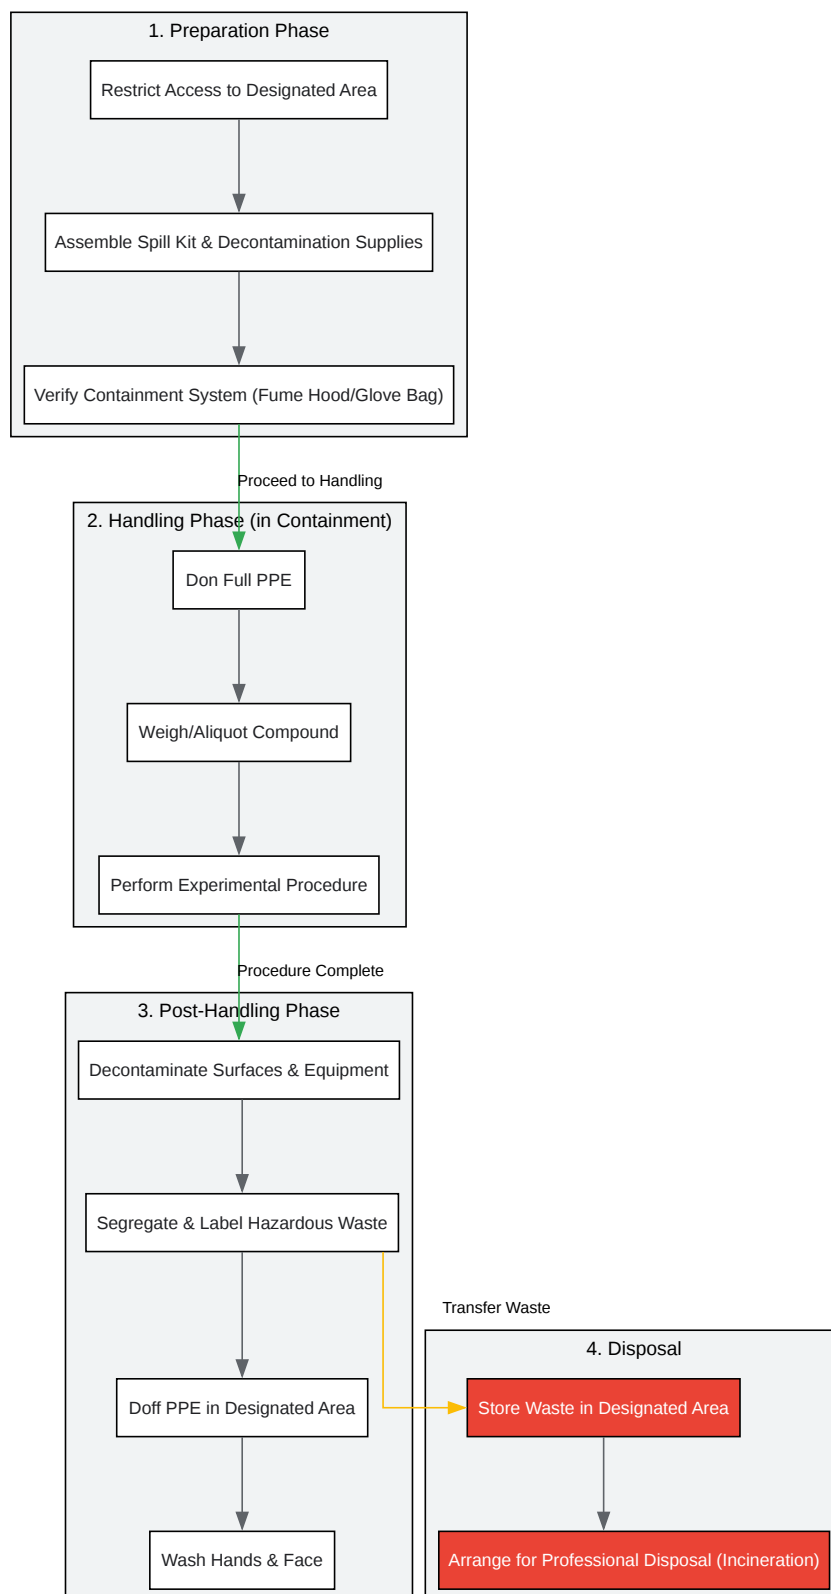 1. Preparation Phase
Restrict Access to Designated Area
Assemble Spill Kit & Decontamination Supplies
Verify Containment System (Fume Hood/Glove Bag)
Proceed to Handling
2. Handling Phase (in Containment)
Don Full PPE
Weigh/Aliquot Compound
Perform Experimental Procedure
Procedure Complete
3. Post-Handling Phase
Decontaminate Surfaces & Equipment
Segregate & Label Hazardous Waste
Transfer Waste
4. Disposal
Doff PPE in Designated Area
Store Waste in Designated Area
Wash Hands & Face
Arrange for Professional Disposal (Incineration)